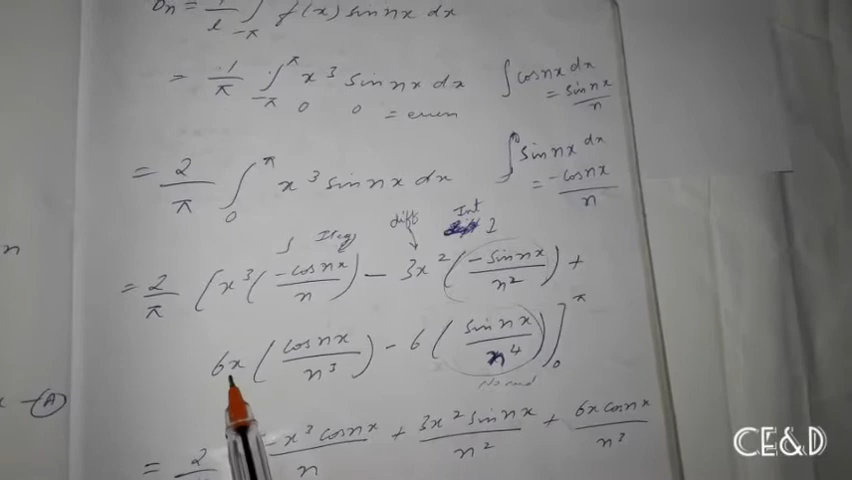 bn = 1/l ∫_{-π}^{} f(x) sin nx dx
= 1/π ∫_{-π}^{π} x³ sin nx dx ∫ cos nx dx
0 0 = even = sin nx / n
= 2/π ∫_0^π x³ sin nx dx ∫ sin nx dx
= -cos nx / n
∫ Integ diff Int I
= 2/π [x³(-cos nx / n) - 3x²(-sin nx / n²) +
6x (cos nx / n³) - 6 (sin nx / n⁴)]_0^π
n
(A)
= 2 -x³ cos nx / n + 3x² sin nx / n² + 6x cos nx / n³
CE&D